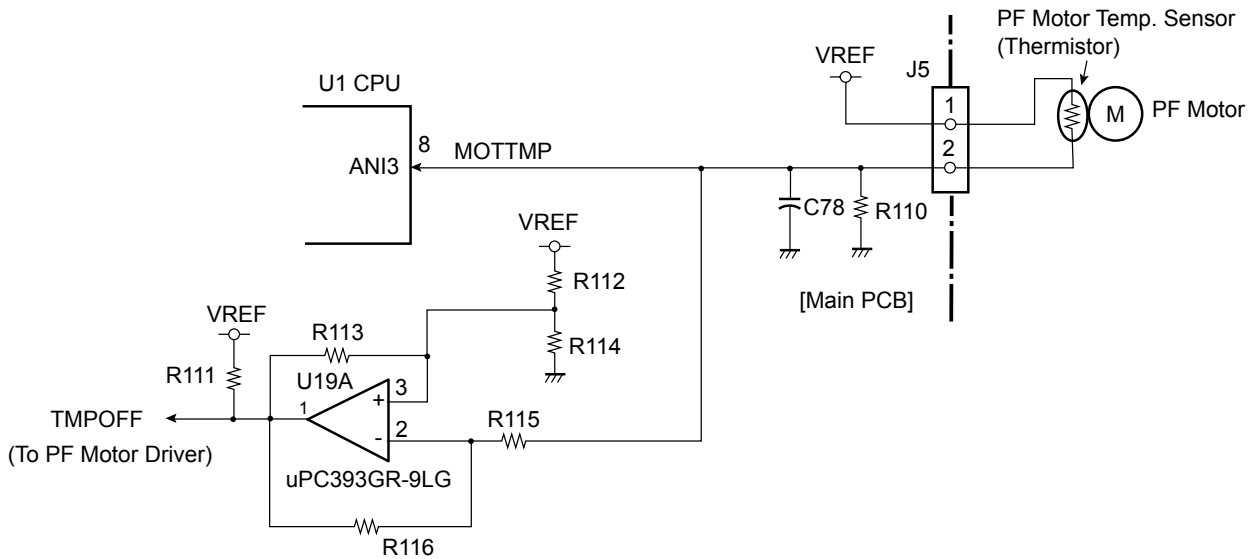 PF Motor Temp. Sensor
(Thermistor)
VREF
J5
U1 CPU
1
M
PF Motor
8
ANI3
MOTTMP
2
C78
R110
VREF
R112
[Main PCB]
VREF
R113
R114
R111
U19A
3
1
+
TMPOFF
R115
2
-
(To PF Motor Driver)
uPC393GR-9LG
R116